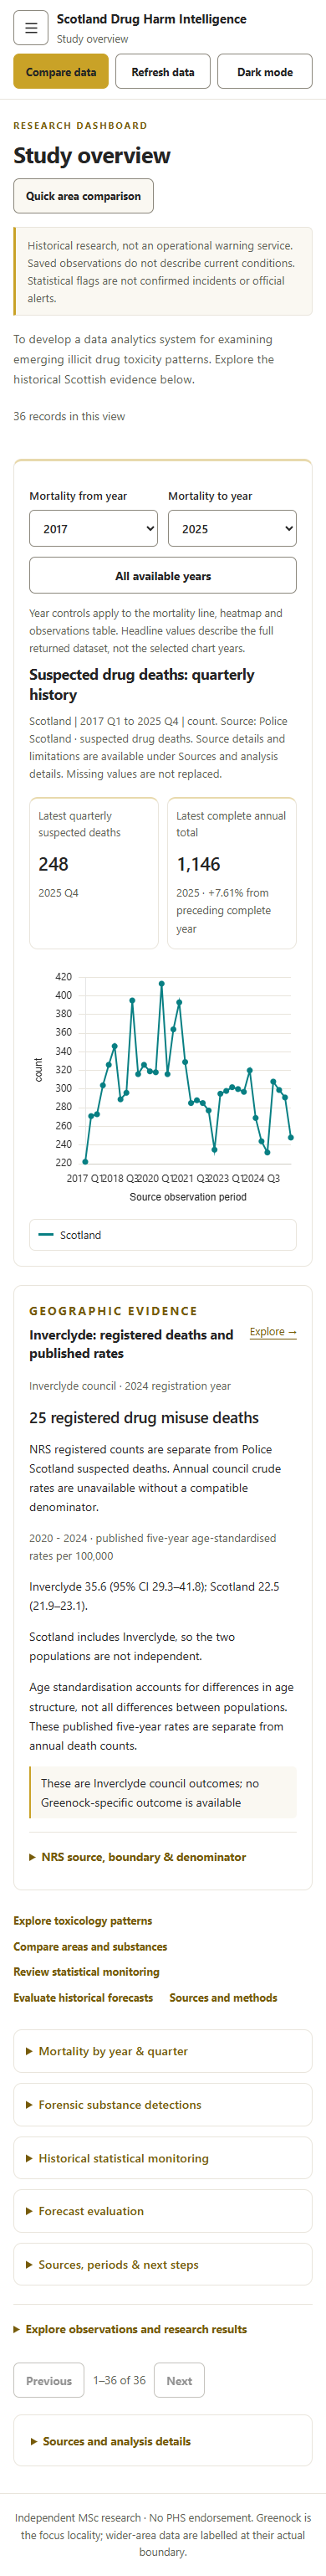 Scotland Drug Harm Intelligence
Study overview
Compare data
Refresh data
Dark mode
RESEARCH DASHBOARD
Study overview
Quick area comparison
Historical research, not an operational warning service.
Saved observations do not describe current conditions.
Statistical flags are not confirmed incidents or official
alerts.
To develop a data analytics system for examining
emerging illicit drug toxicity patterns. Explore the
historical Scottish evidence below.
36 records in this view
Mortality from year
Mortality to year
2017
2025
All available years
Year controls apply to the mortality line, heatmap and
observations table. Headline values describe the full
returned dataset, not the selected chart years.
Suspected drug deaths: quarterly
history
Scotland | 2017 Q1 to 2025 Q4 | count. Source: Police
Scotland · suspected drug deaths. Source details and
limitations are available under Sources and analysis
details. Missing values are not replaced.
Latest quarterly
suspected deaths
248
2025 Q4
Latest complete annual
total
1,146
2025 · +7.61% from
preceding complete
year
420
400
380
360
340
320
300
280
260
240
220
count
2017 Q1
2018 Q3
2020 Q1
2021 Q3
2023 Q1
2024 Q3
Source observation period
Scotland
GEOGRAPHIC EVIDENCE
Inverclyde: registered deaths and
published rates
Explore →
Inverclyde council · 2024 registration year
25 registered drug misuse deaths
NRS registered counts are separate from Police
Scotland suspected deaths. Annual council crude
rates are unavailable without a compatible
denominator.
2020 - 2024 · published five-year age-standardised
rates per 100,000
Inverclyde 35.6 (95% CI 29.3–41.8); Scotland 22.5
(21.9–23.1).
Scotland includes Inverclyde, so the two
populations are not independent.
Age standardisation accounts for differences in age
structure, not all differences between populations.
These published five-year rates are separate from
annual death counts.
These are Inverclyde council outcomes; no
Greenock-specific outcome is available
NRS source, boundary & denominator
Explore toxicology patterns
Compare areas and substances
Review statistical monitoring
Evaluate historical forecasts
Sources and methods
Mortality by year & quarter
Forensic substance detections
Historical statistical monitoring
Forecast evaluation
Sources, periods & next steps
Explore observations and research results
Previous
1–36 of 36
Next
Sources and analysis details
Independent MSc research · No PHS endorsement. Greenock is
the focus locality; wider-area data are labelled at their actual
boundary.